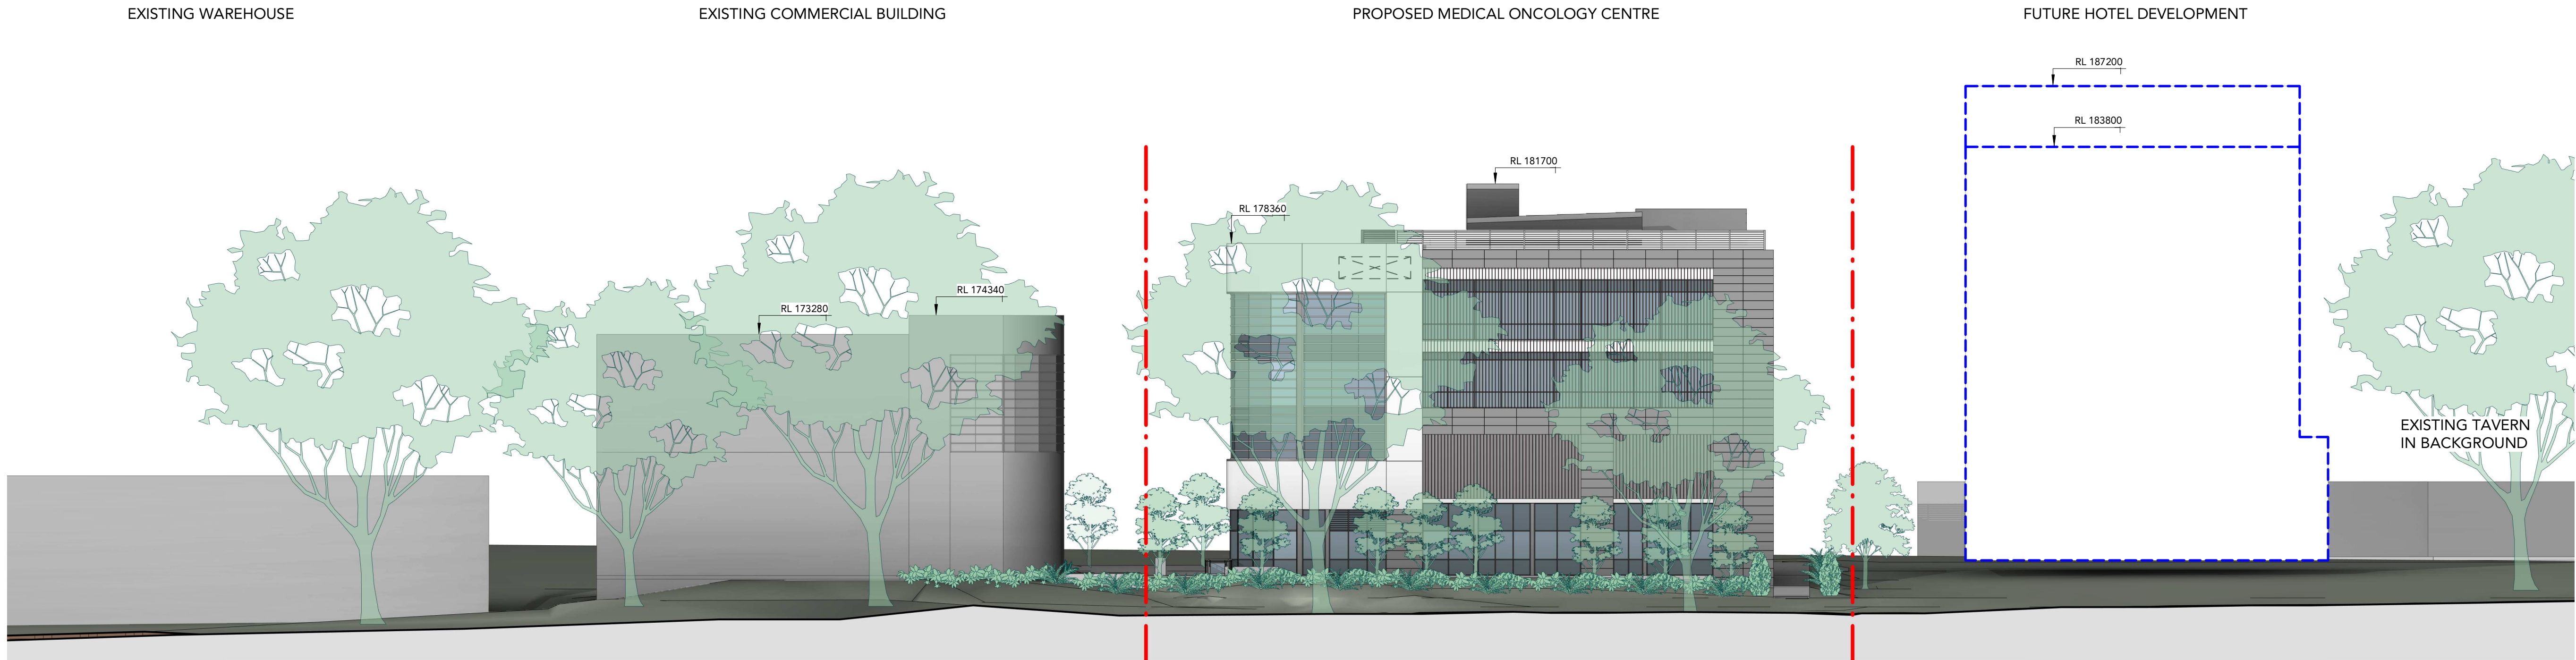 EXISTING WAREHOUSE
EXISTING COMMERCIAL BUILDING
PROPOSED MEDICAL ONCOLOGY CENTRE
FUTURE HOTEL DEVELOPMENT
RL 187200
RL 183800
RL 181700
RL 178360
RL 174340
RL 173280
EXISTING TAVERN
IN BACKGROUND